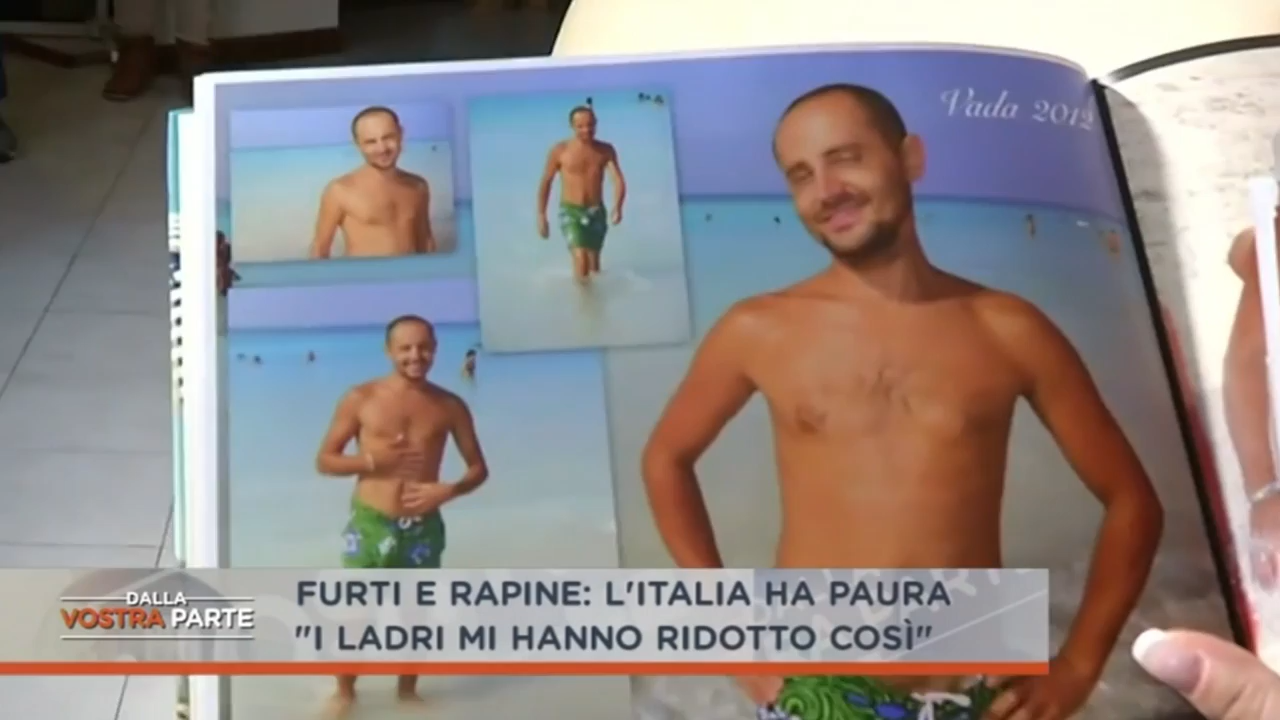 Vada 2012
DALLA
VOSTRA PARTE
FURTI E RAPINE: L'ITALIA HA PAURA
"I LADRI MI HANNO RIDOTTO COSÌ"